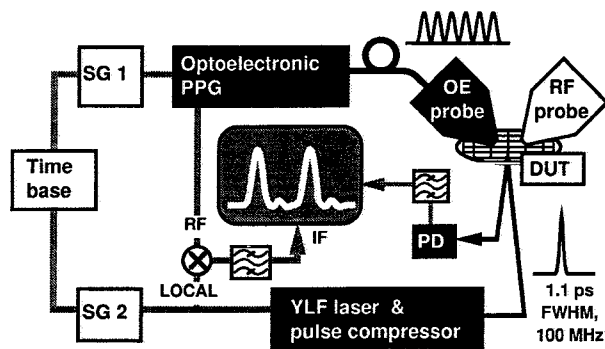 SG 1
Optoelectronic
PPG
OE
probe
RF
probe
DUT
Time
base
RF
IF
PD
LOCAL
SG 2
YLF laser &
pulse compressor
1.1 ps
FWHM,
100 MHz